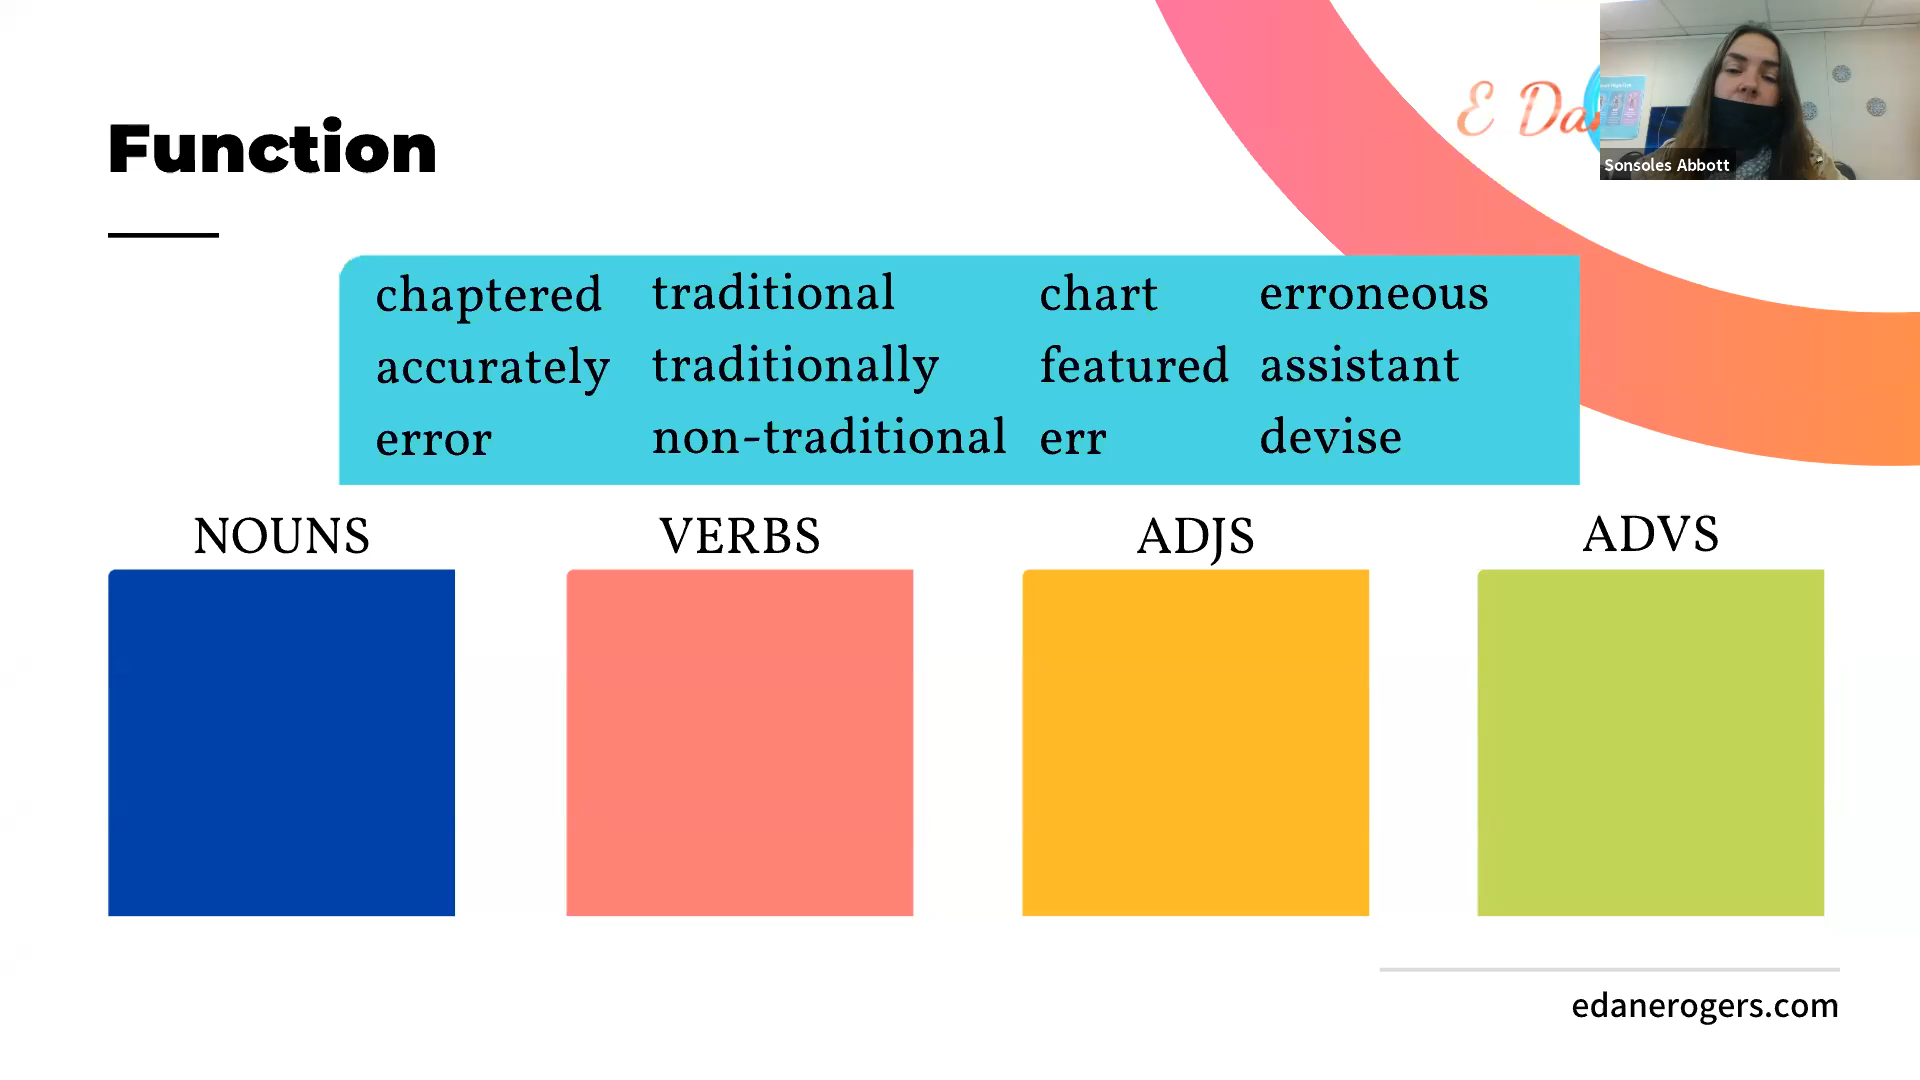 Function
E Da
Sonsoles Abbott
chaptered traditional chart erroneous
accurately traditionally featured assistant
error non-traditional err devise
NOUNS VERBS ADJS ADVS
edanerogers.com